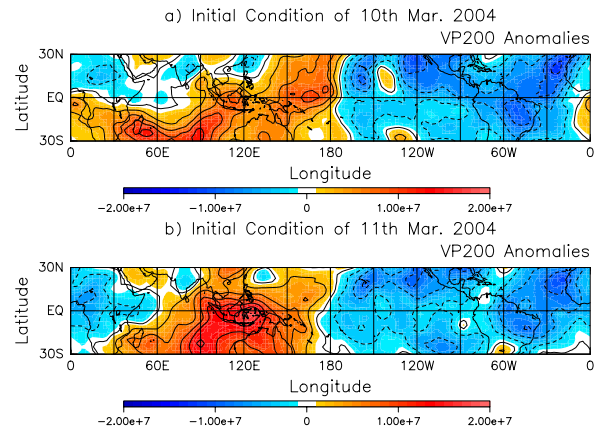 a) Initial Condition of 10th Mar. 2004
VP200 Anomalies
30N
EQ
30S
Latitude
0 60E 120E 180 120W 60W 0
Longitude
-2.00e+7 -1.00e+7 0 1.00e+7 2.00e+7
b) Initial Condition of 11th Mar. 2004
VP200 Anomalies
30N
EQ
30S
Latitude
0 60E 120E 180 120W 60W 0
Longitude
-2.00e+7 -1.00e+7 0 1.00e+7 2.00e+7